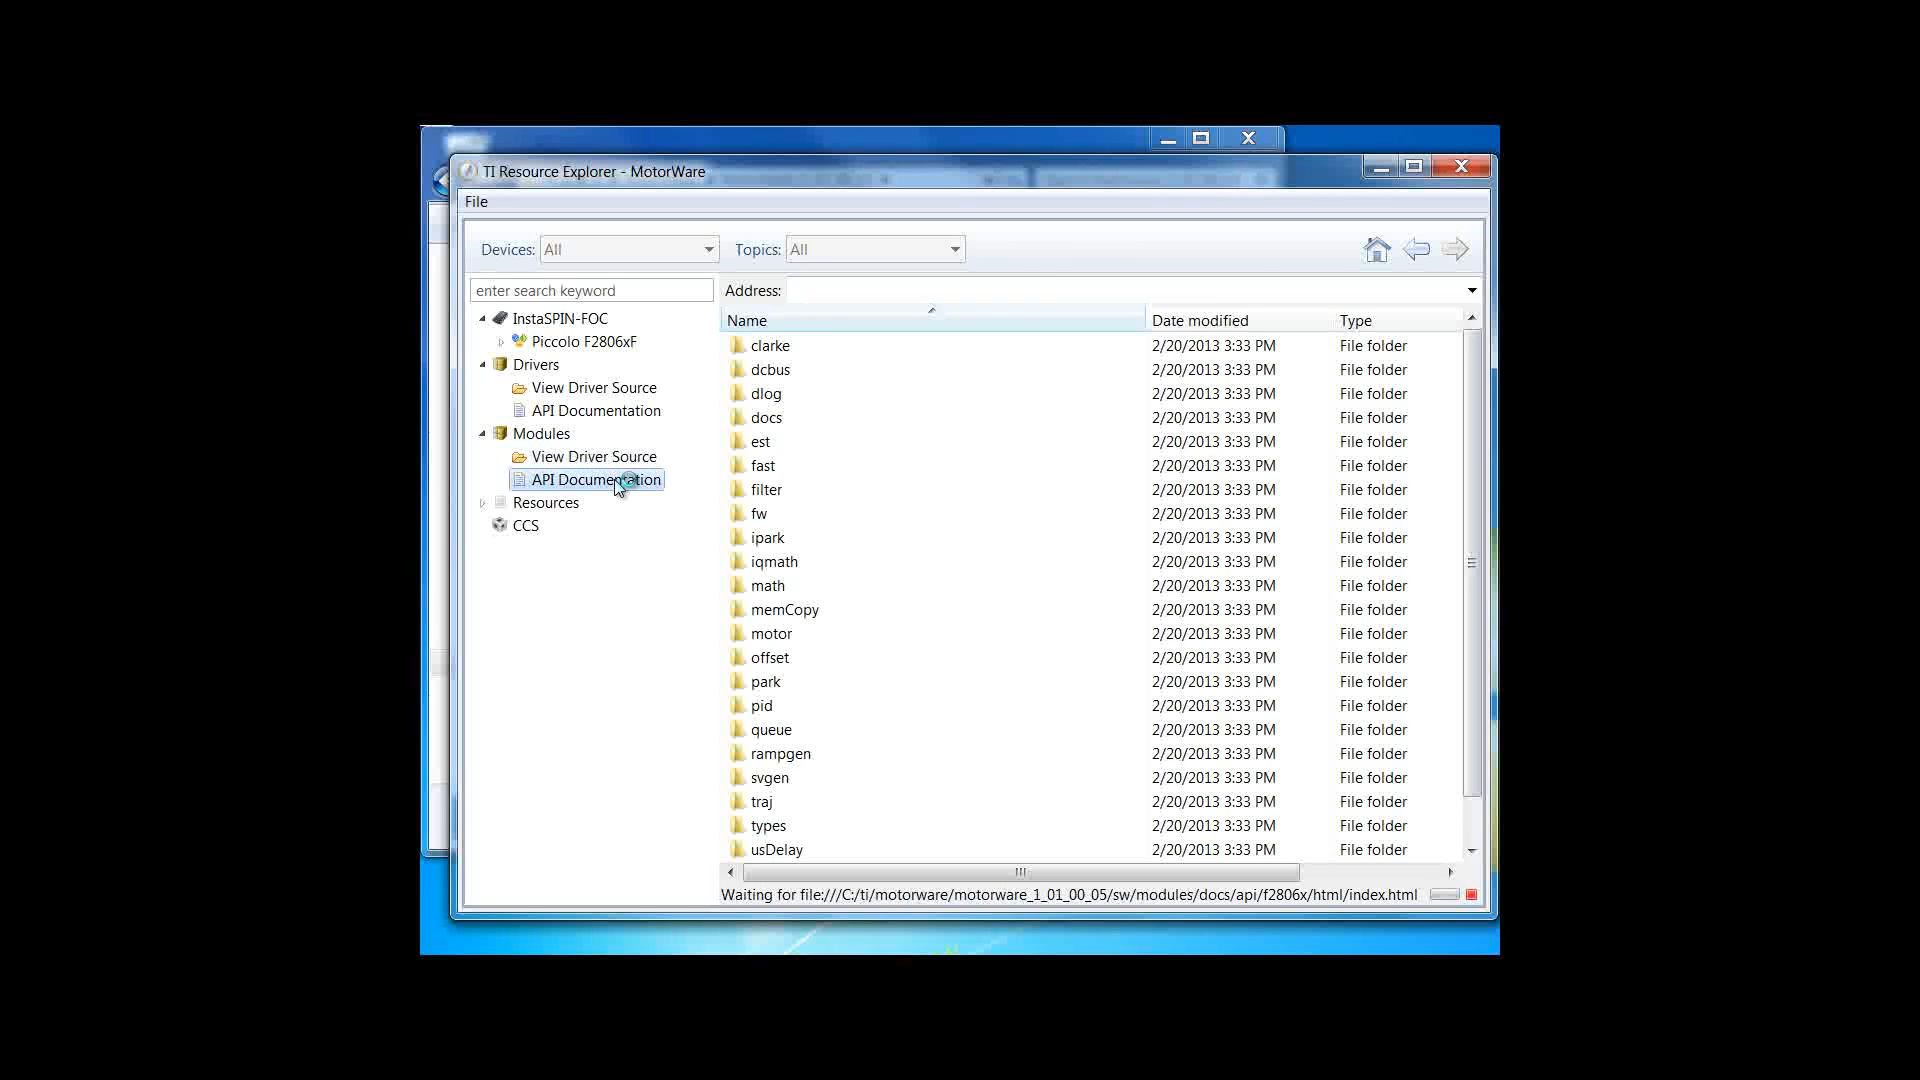 TI Resource Explorer - MotorWare
File
Devices: All Topics: All
enter search keyword Address:
InstaSPIN-FOC
Piccolo F2806xF
Drivers
View Driver Source
API Documentation
Modules
View Driver Source
API Documentation
Resources
CCS
Name Date modified Type
clarke 2/20/2013 3:33 PM File folder
dcbus 2/20/2013 3:33 PM File folder
dlog 2/20/2013 3:33 PM File folder
docs 2/20/2013 3:33 PM File folder
est 2/20/2013 3:33 PM File folder
fast 2/20/2013 3:33 PM File folder
filter 2/20/2013 3:33 PM File folder
fw 2/20/2013 3:33 PM File folder
ipark 2/20/2013 3:33 PM File folder
iqmath 2/20/2013 3:33 PM File folder
math 2/20/2013 3:33 PM File folder
memCopy 2/20/2013 3:33 PM File folder
motor 2/20/2013 3:33 PM File folder
offset 2/20/2013 3:33 PM File folder
park 2/20/2013 3:33 PM File folder
pid 2/20/2013 3:33 PM File folder
queue 2/20/2013 3:33 PM File folder
rampgen 2/20/2013 3:33 PM File folder
svgen 2/20/2013 3:33 PM File folder
traj 2/20/2013 3:33 PM File folder
types 2/20/2013 3:33 PM File folder
usDelay 2/20/2013 3:33 PM File folder
Waiting for file:///C:/ti/motorware/motorware_1_01_00_05/sw/modules/docs/api/f2806x/html/index.html